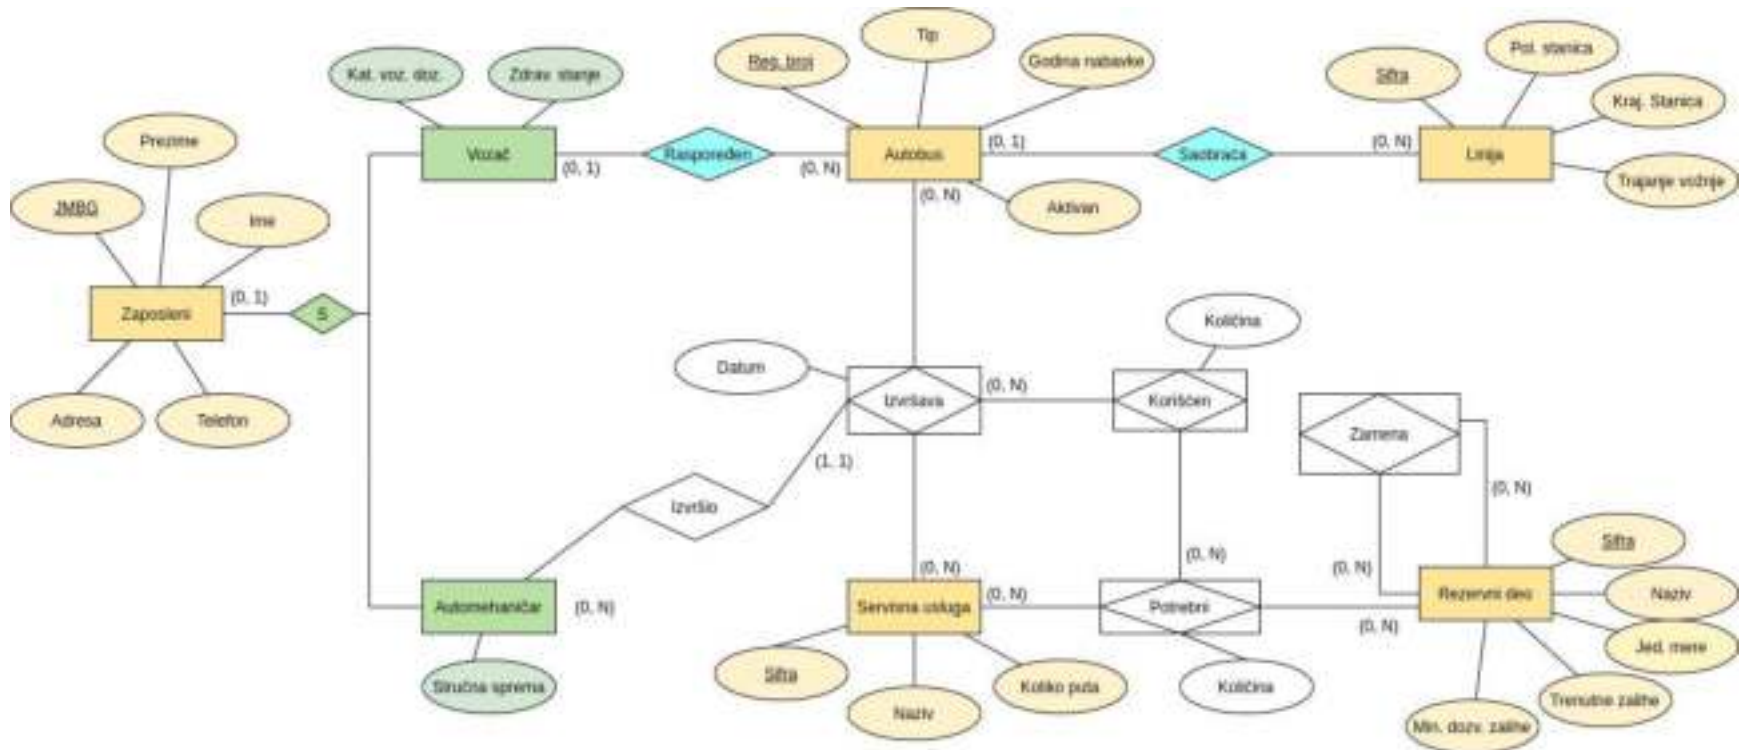 Tip
Reg. broj
Godina nabavke
Kat. voz. doz.
Zdrav. stanje
Sifra
Pol. stanica
Kraj. Stanica
Prezime
Vozač
(0, 1)
Raspoređen
(0, N)
Autobus
(0, 1)
Saobraća
(0, N)
Linija
(0, N)
Trajanje vožnje
JMBG
Ime
Aktivan
Zaposleni
(0, 1)
S
Količina
Datum
Izvršava
(0, N)
Korišćen
Adresa
Telefon
Zamena
(1, 1)
(0, N)
Izvršio
Sifra
(0, N)
(0, N)
(0, N)
Automehaničar
(0, N)
Servisna usluga
(0, N)
Potrebni
(0, N)
Rezervni deo
Naziv
Jed. mere
Stručna sprema
Sifra
Naziv
Koliko puta
Količina
Trenutne zalihe
Min. dozv. zalihe